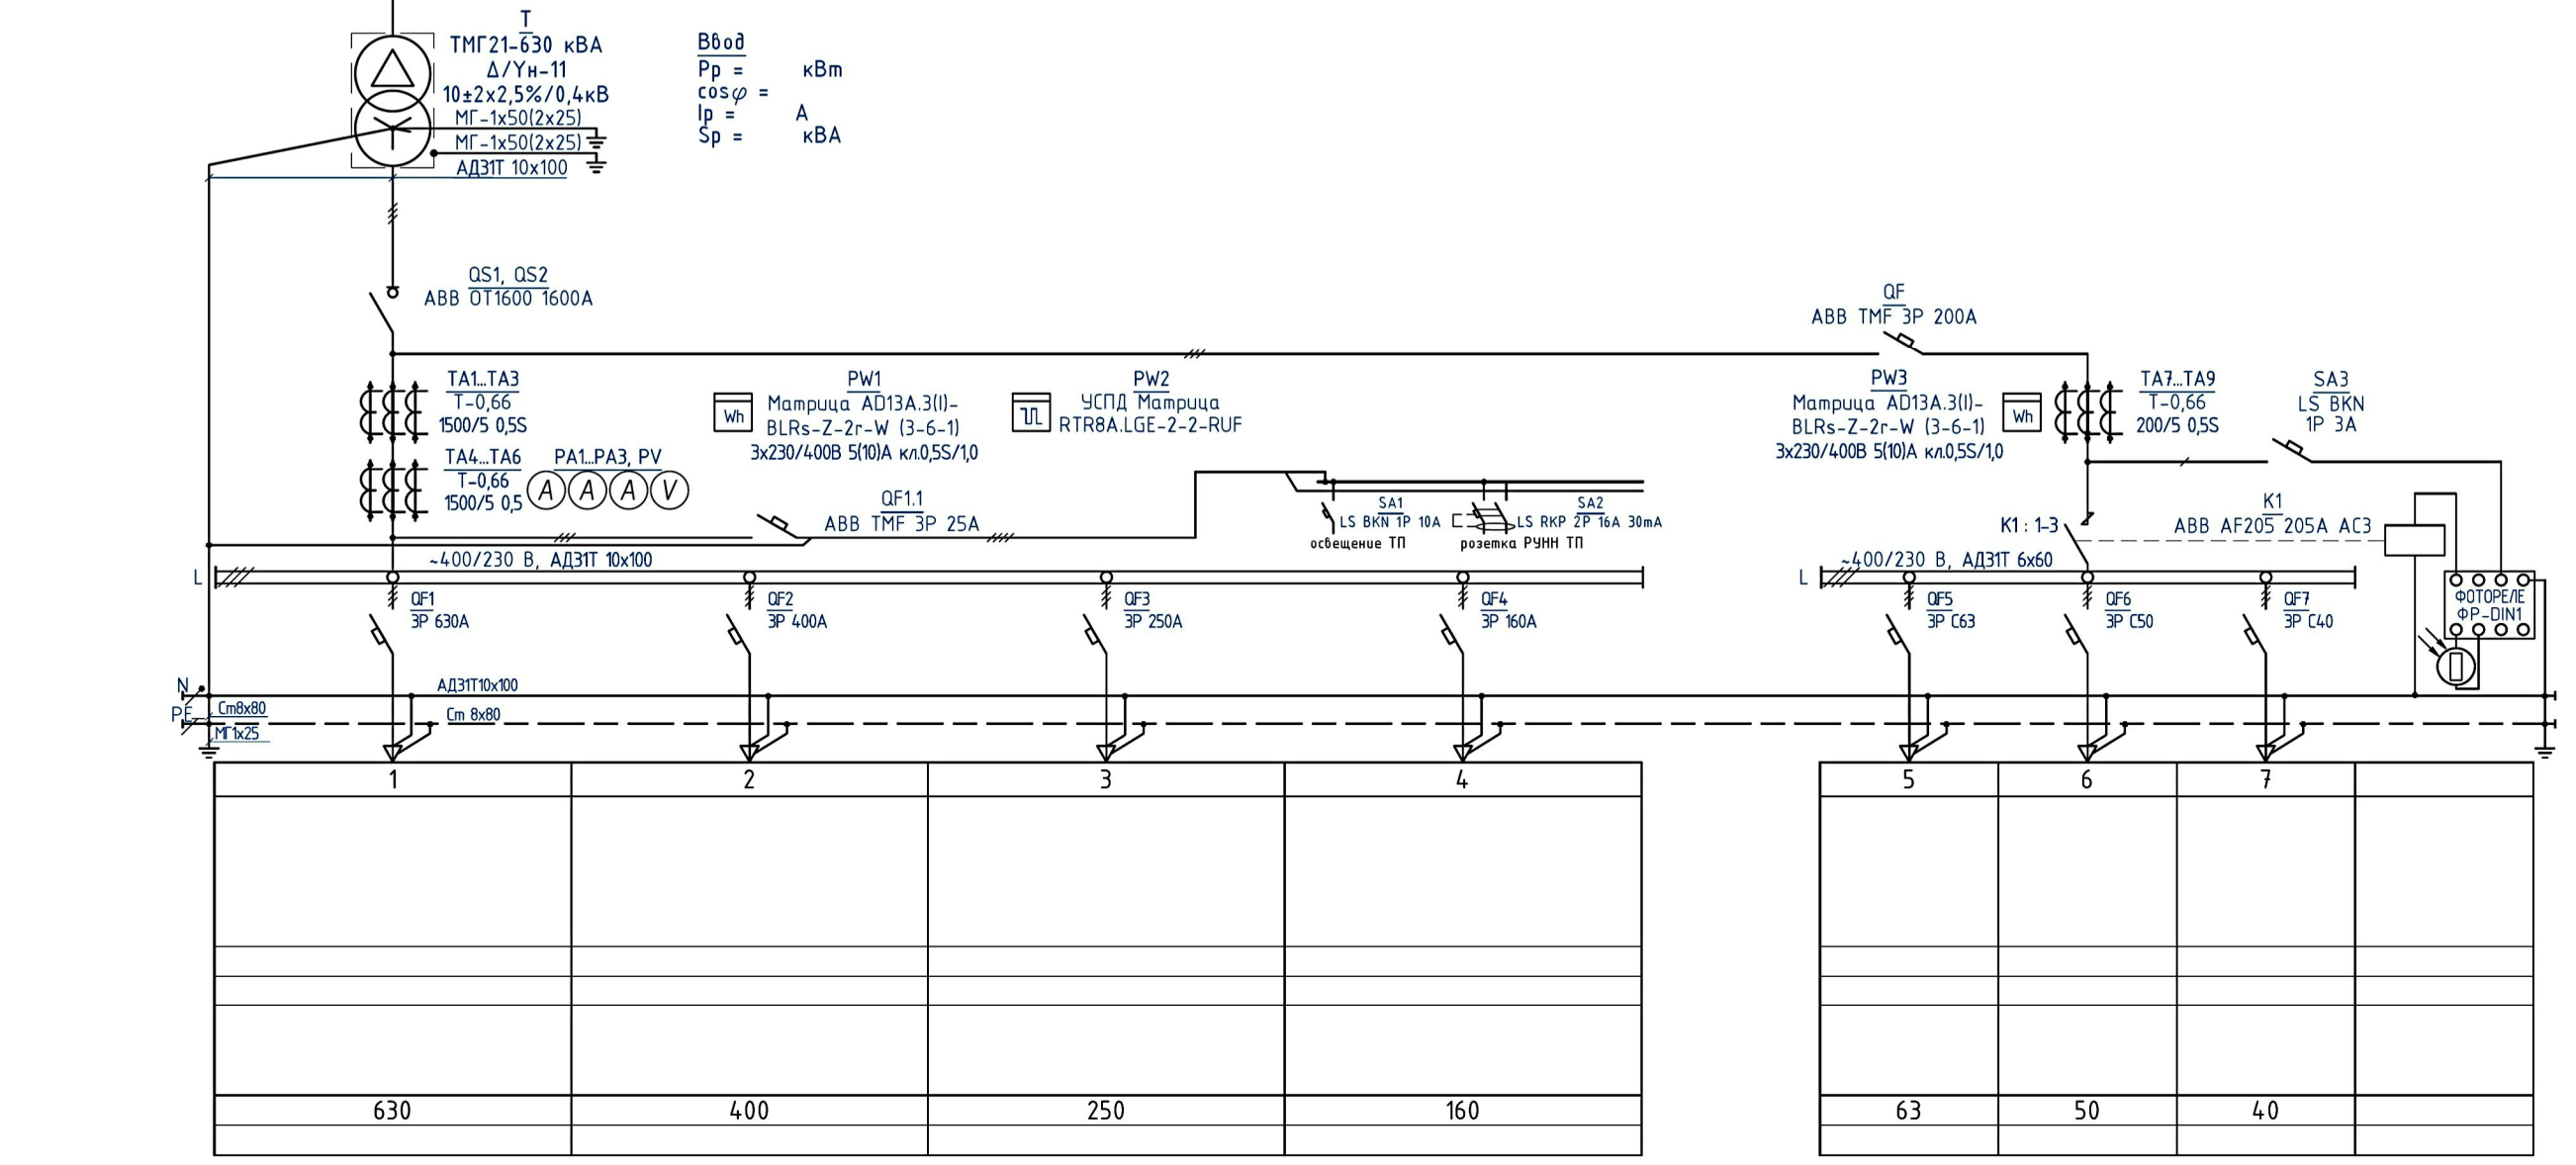 T
ТМГ21-630 кВА
Δ/Yн-11
10±2х2,5%/0,4кВ
МГ-1х50(2х25)
МГ-1х50(2х25)
АД31Т 10х100
Ввод
Pp = кВт
cosφ =
Ip = А
Sp = кВА
QS1, QS2
ABB OT1600 1600A
QF
ABB TMF 3P 200A
TA1...TA3
Т-0,66
1500/5 0,5S
PW1
Матрица AD13A.3(I)-
BLRs-Z-2r-W (3-6-1)
3х230/400В 5(10)А кл.0,5S/1,0
Wh
PW2
УСПД Матрица
RTR8A.LGE-2-2-RUF
PW3
Матрица AD13A.3(I)-
BLRs-Z-2r-W (3-6-1)
3х230/400В 5(10)А кл.0,5S/1,0
Wh
TA7...TA9
Т-0,66
200/5 0,5S
SA3
LS BKN
1P 3A
TA4...TA6
Т-0,66
1500/5 0,5
PA1...PA3, PV
A A A V
QF1.1
ABB TMF 3P 25A
SA1
LS BKN 1P 10A
освещение ТП
SA2
LS RKP 2P 16A 30mA
розетка РУНН ТП
K1 : 1-3
K1
ABB AF205 205A AC3
~400/230 В, АД31Т 10х100
~400/230 В, АД31Т 6х60
L
L
QF1
3P 630A
QF2
3P 400A
QF3
3P 250A
QF4
3P 160A
QF5
3P C63
QF6
3P C50
QF7
3P C40
ФОТОРЕЛЕ
ФР-DIN1
N
АД31Т10х100
Ст8х80
PE
Ст 8х80
МГ1х25
1 2 3 4 5 6 7
630 400 250 160 63 50 40